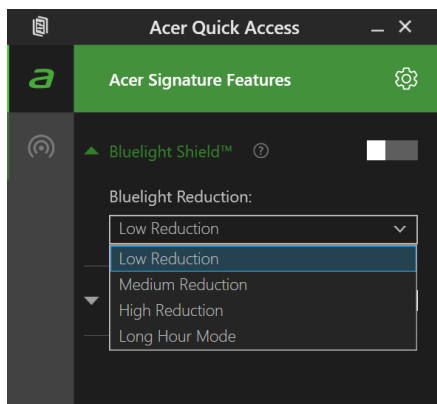 Acer Quick Access
a
Acer Signature Features
Bluelight Shield™ ?
Bluelight Reduction:
Low Reduction
Low Reduction
Medium Reduction
High Reduction
Long Hour Mode